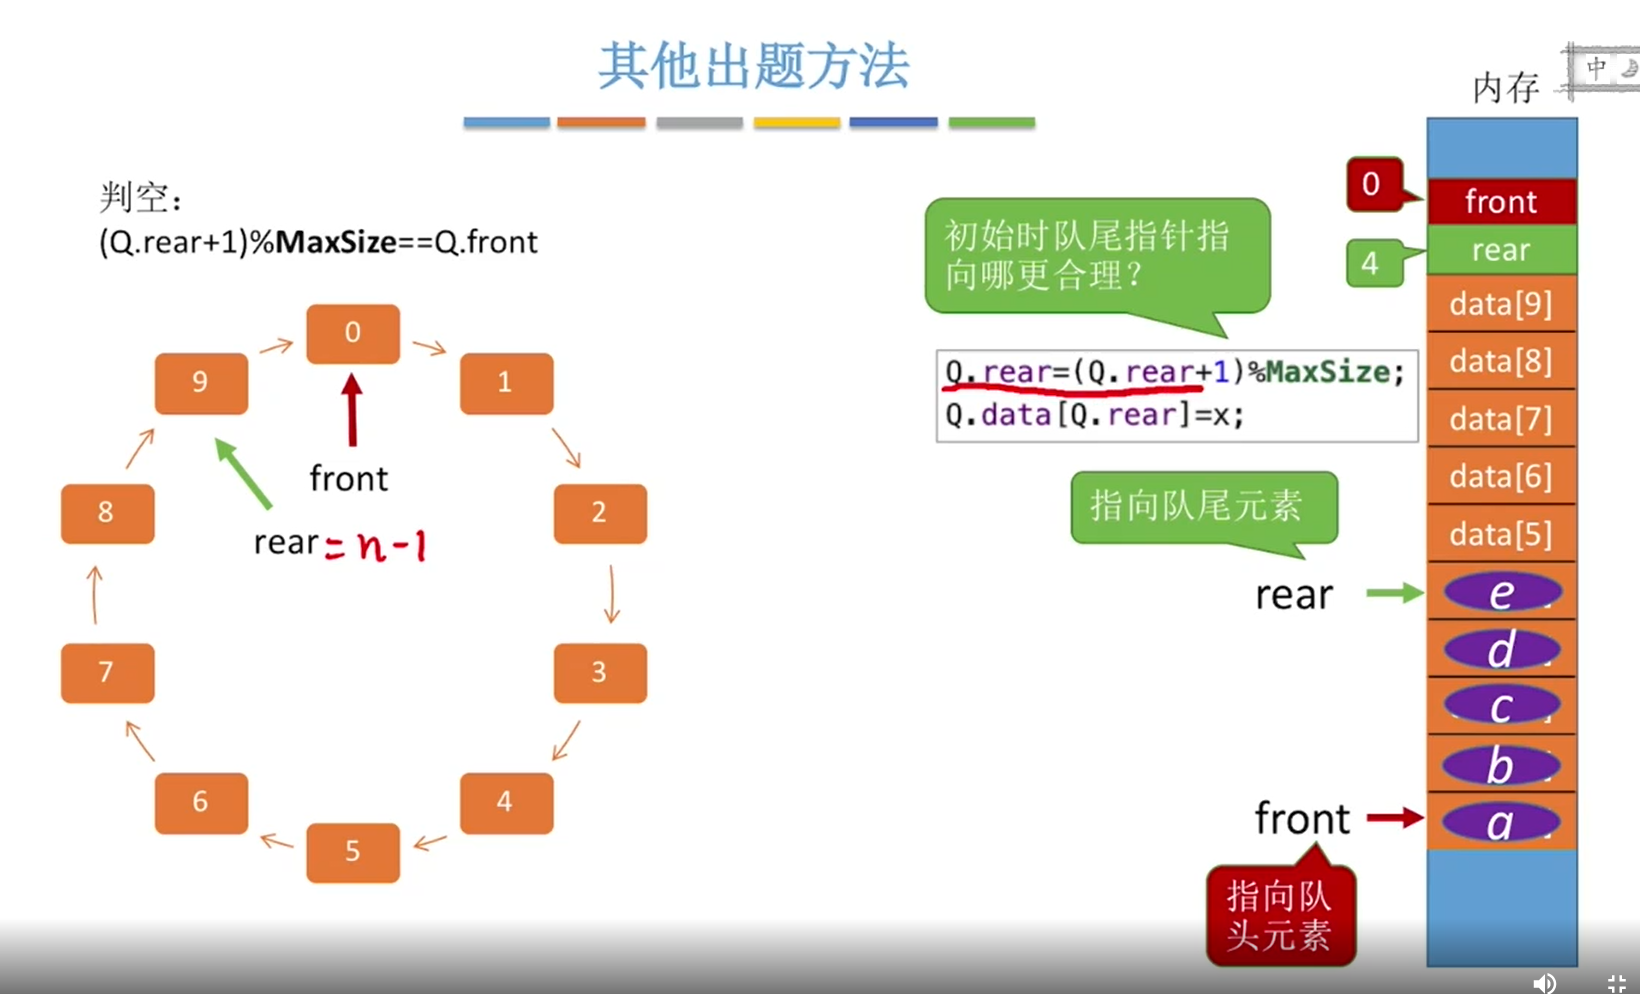 其他出题方法
中
内存
判空：
(Q.rear+1)%MaxSize==Q.front
0
1
2
3
4
5
6
7
8
9
front
rear=n-1
初始时队尾指针指
向哪更合理？
Q.rear=(Q.rear+1)%MaxSize;
Q.data[Q.rear]=x;
指向队尾元素
rear
front
指向队
头元素
0
front
4
rear
data[9]
data[8]
data[7]
data[6]
data[5]
e
d
c
b
a